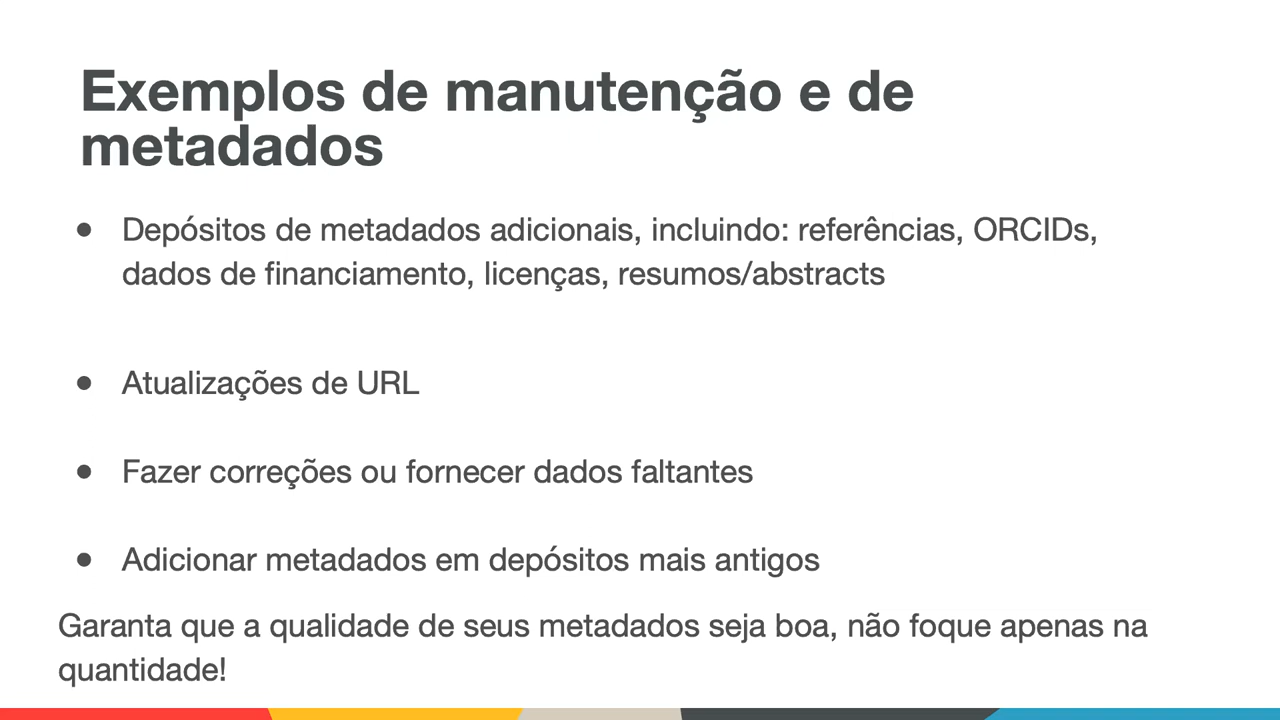 Exemplos de manutenção e de
metadados
● Depósitos de metadados adicionais, incluindo: referências, ORCIDs,
dados de financiamento, licenças, resumos/abstracts
● Atualizações de URL
● Fazer correções ou fornecer dados faltantes
● Adicionar metadados em depósitos mais antigos
Garanta que a qualidade de seus metadados seja boa, não foque apenas na
quantidade!